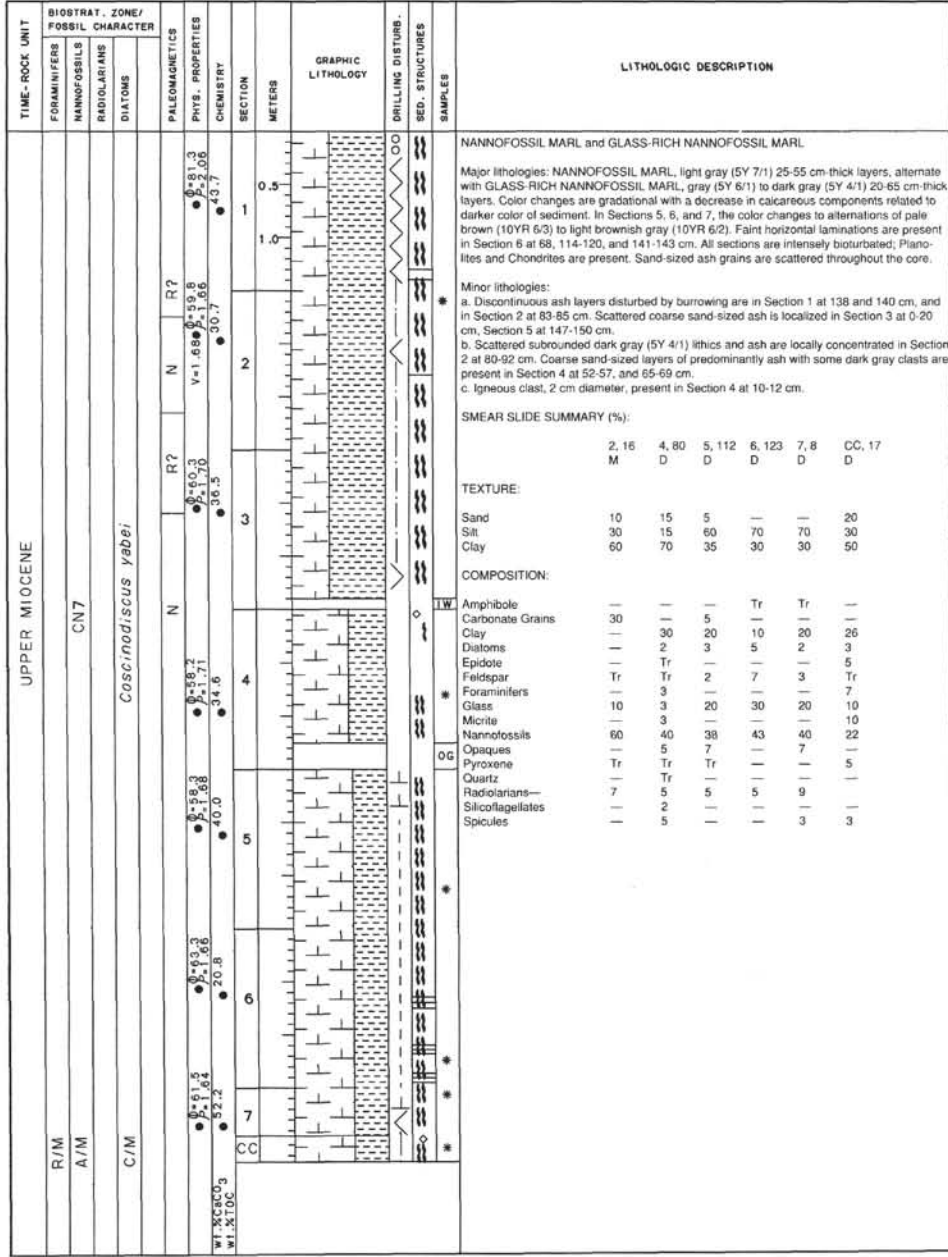 TIME-ROCK UNIT
BIOSTRAT. ZONE/
FOSSIL CHARACTER
FORAMINIFERS
NANNOFOSSILS
RADIOLARIANS
DIATOMS
PALEOMAGNETICS
PHYS. PROPERTIES
CHEMISTRY
SECTION
METERS
GRAPHIC
LITHOLOGY
DRILLING DISTURB.
SED. STRUCTURES
SAMPLES
LITHOLOGIC DESCRIPTION
UPPER MIOCENE
R/M
CN7
A/M
Coscinodiscus yabei
C/M
R?
N
R?
N
Φ=81.3
ρ=2.06
Φ=59.8
ρ=1.66
V=1.68
Φ=60.3
ρ=1.70
Φ=58.2
ρ=1.71
Φ=58.3
ρ=1.68
Φ=63.3
ρ=1.66
Φ=61.5
ρ=1.64
43.7
30.7
36.5
34.6
40.0
20.8
52.2
wt.%CaCO3
wt.%TOC
1
2
3
4
5
6
7
CC
0.5
1.0
*
IW
*
OG
*
*
*
*
NANNOFOSSIL MARL and GLASS-RICH NANNOFOSSIL MARL
Major lithologies: NANNOFOSSIL MARL, light gray (5Y 7/1) 25-55 cm-thick layers, alternate
with GLASS-RICH NANNOFOSSIL MARL, gray (5Y 6/1) to dark gray (5Y 4/1) 20-65 cm-thick
layers. Color changes are gradational with a decrease in calcareous components related to
darker color of sediment. In Sections 5, 6, and 7, the color changes to alternations of pale
brown (10YR 6/3) to light brownish gray (10YR 6/2). Faint horizontal laminations are present
in Section 6 at 68, 114-120, and 141-143 cm. All sections are intensely bioturbated; Plano-
lites and Chondrites are present. Sand-sized ash grains are scattered throughout the core.
Minor lithologies:
a. Discontinuous ash layers disturbed by burrowing are in Section 1 at 138 and 140 cm, and
in Section 2 at 83-85 cm. Scattered coarse sand-sized ash is localized in Section 3 at 0-20
cm, Section 5 at 147-150 cm.
b. Scattered subrounded dark gray (5Y 4/1) lithics and ash are locally concentrated in Section
2 at 80-92 cm. Coarse sand-sized layers of predominantly ash with some dark gray clasts are
present in Section 4 at 52-57, and 65-69 cm.
c. Igneous clast, 2 cm diameter, present in Section 4 at 10-12 cm.
SMEAR SLIDE SUMMARY (%):
2, 16 4, 80 5, 112 6, 123 7, 8 CC, 17
M D D D D D
TEXTURE:
Sand 10 15 5 — — 20
Silt 30 15 60 70 70 30
Clay 60 70 35 30 30 50
COMPOSITION:
Amphibole — — — Tr Tr —
Carbonate Grains 30 — 5 — — —
Clay — 30 20 10 20 26
Diatoms — 2 3 5 2 3
Epidote — Tr — — — 5
Feldspar Tr Tr 2 7 3 Tr
Foraminifers — 3 — — — 7
Glass 10 3 20 30 20 10
Micrite — 3 — — — 10
Nannofossils 60 40 38 43 40 22
Opaques — 5 7 — 7 —
Pyroxene Tr Tr Tr — — 5
Quartz — Tr — — — —
Radiolarians— 7 5 5 5 9
Silicoflagellates — 2 — — — —
Spicules — 5 — — 3 3